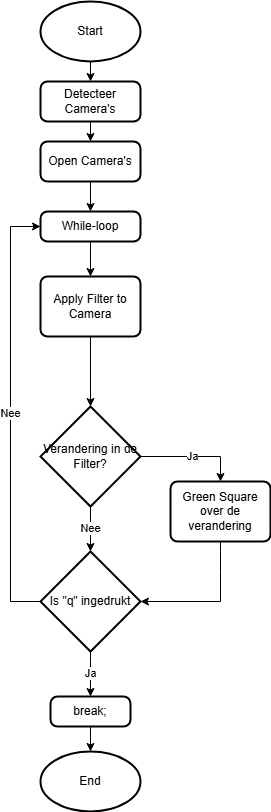 Start
Detecteer
Camera's
Open Camera's
While-loop
Apply Filter to
Camera
Nee
Verandering in de
Filter?
Ja
Green Square
over de
verandering
Nee
Is "q" ingedrukt
Ja
break;
End